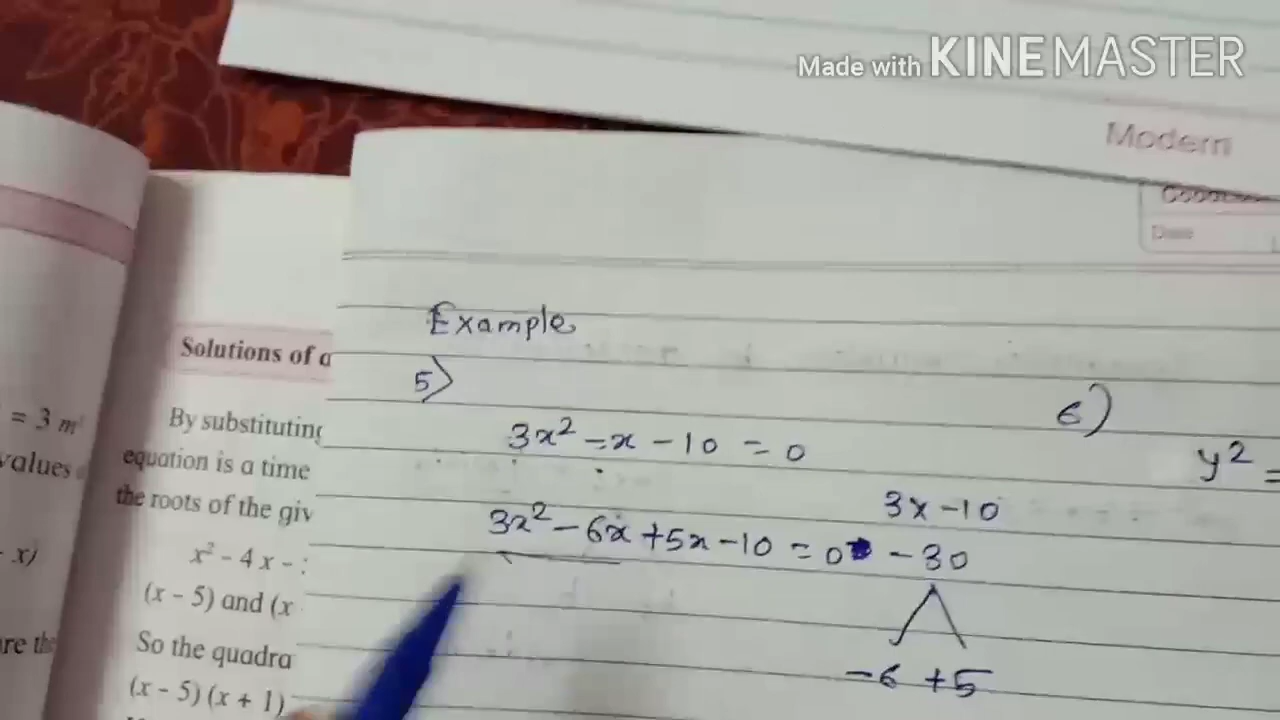 Made with KINEMASTER
Modern
Date
Example
Solutions of a
5)
6)
= 3 m²
By substituting
3x² - x - 10 = 0
y² =
values
equation is a time
the roots of the giv
3x - 10
3x² - 6x + 5x - 10 = 0
- 30
- x)
x² - 4 x -
(x - 5) and (x
So the quadra
-6 +5
(x - 5) (x + 1)